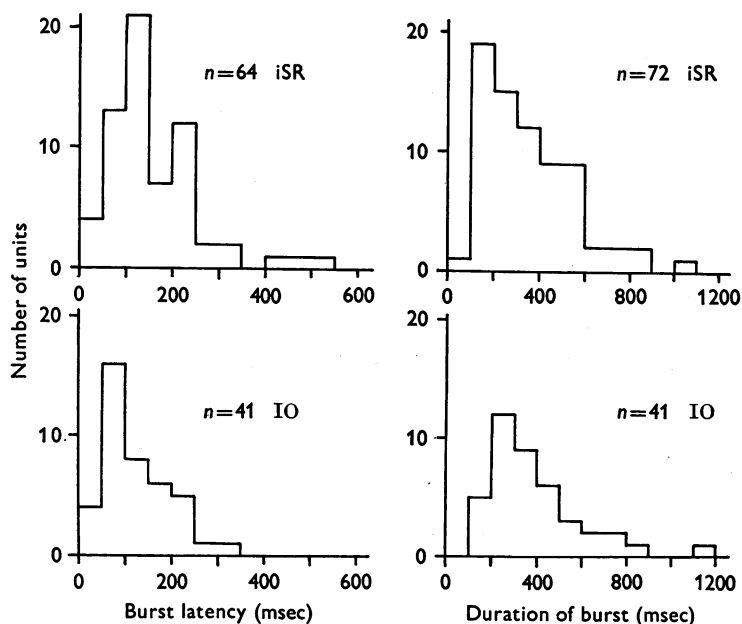 20
10
0
n=64 iSR
0 200 400 600
20
10
0
n=72 iSR
0 400 800 1200
Number of units
20
10
0
n=41 IO
0 200 400 600
Burst latency (msec)
20
10
0
n=41 IO
0 400 800 1200
Duration of burst (msec)